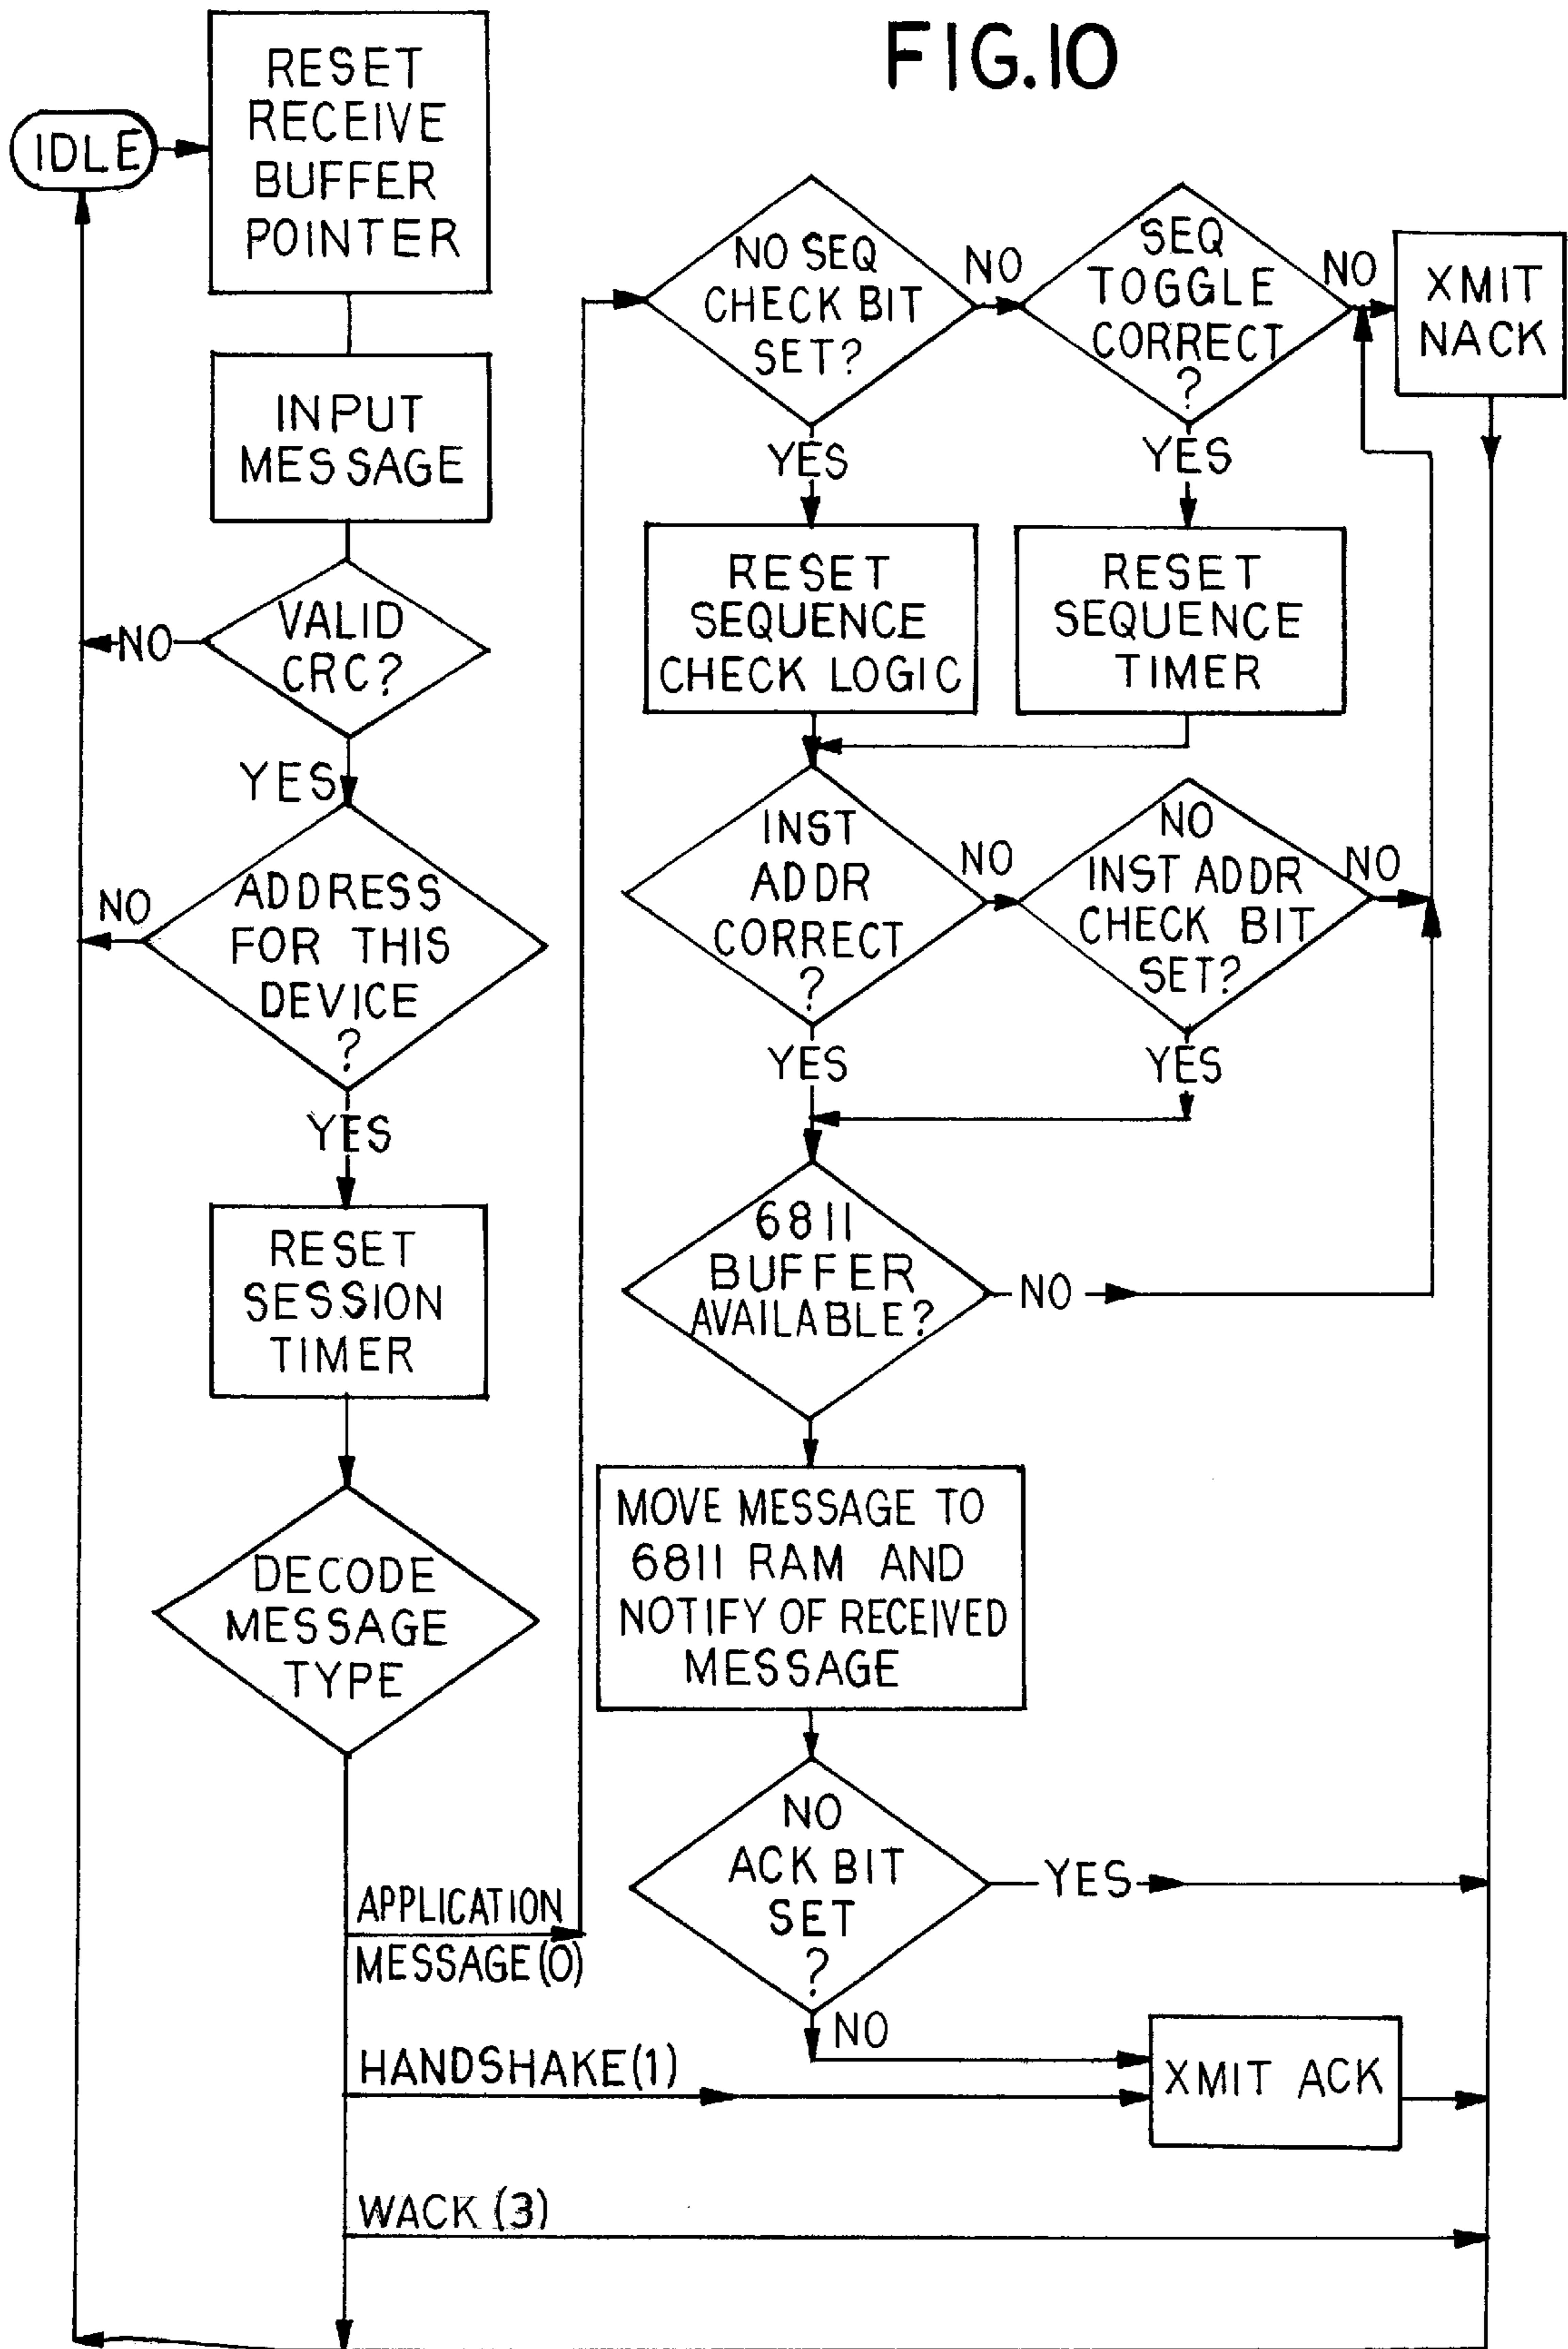 FIG.10
IDLE
RESET
RECEIVE
BUFFER
POINTER
INPUT
MESSAGE
VALID
CRC?
NO
YES
ADDRESS
FOR THIS
DEVICE
?
NO
YES
RESET
SESSION
TIMER
DECODE
MESSAGE
TYPE
APPLICATION
MESSAGE(0)
HANDSHAKE(1)
WACK (3)
NO SEQ
CHECK BIT
SET?
NO
YES
SEQ
TOGGLE
CORRECT
?
NO
YES
XMIT
NACK
RESET
SEQUENCE
CHECK LOGIC
RESET
SEQUENCE
TIMER
INST
ADDR
CORRECT
?
NO
YES
NO
INST ADDR
CHECK BIT
SET?
NO
YES
6811
BUFFER
AVAILABLE?
NO
MOVE MESSAGE TO
6811 RAM AND
NOTIFY OF RECEIVED
MESSAGE
NO
ACK BIT
SET
?
YES
NO
XMIT ACK